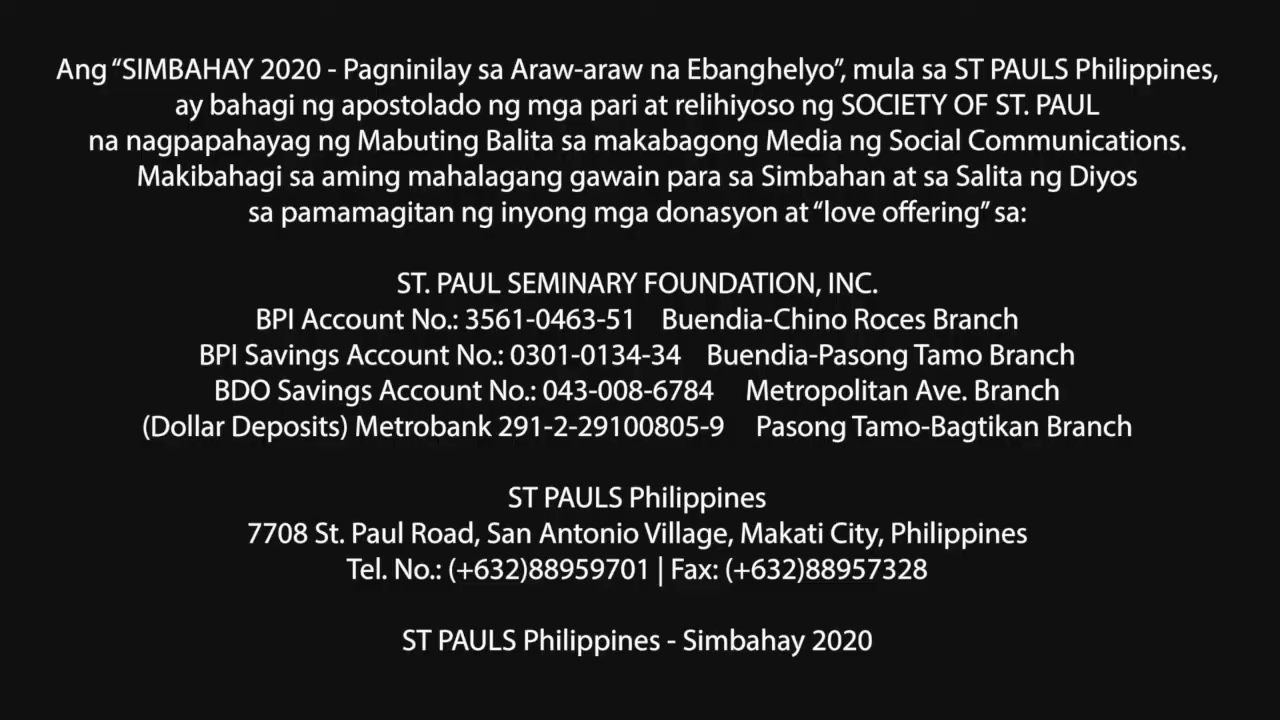 Ang “SIMBAHAY 2020 - Pagninilay sa Araw-araw na Ebanghelyo”, mula sa ST PAULS Philippines,
ay bahagi ng apostolado ng mga pari at relihiyoso ng SOCIETY OF ST. PAUL
na nagpapahayag ng Mabuting Balita sa makabagong Media ng Social Communications.
Makibahagi sa aming mahalagang gawain para sa Simbahan at sa Salita ng Diyos
sa pamamagitan ng inyong mga donasyon at “love offering” sa:
ST. PAUL SEMINARY FOUNDATION, INC.
BPI Account No.: 3561-0463-51 Buendia-Chino Roces Branch
BPI Savings Account No.: 0301-0134-34 Buendia-Pasong Tamo Branch
BDO Savings Account No.: 043-008-6784 Metropolitan Ave. Branch
(Dollar Deposits) Metrobank 291-2-29100805-9 Pasong Tamo-Bagtikan Branch
ST PAULS Philippines
7708 St. Paul Road, San Antonio Village, Makati City, Philippines
Tel. No.: (+632)88959701 | Fax: (+632)88957328
ST PAULS Philippines - Simbahay 2020